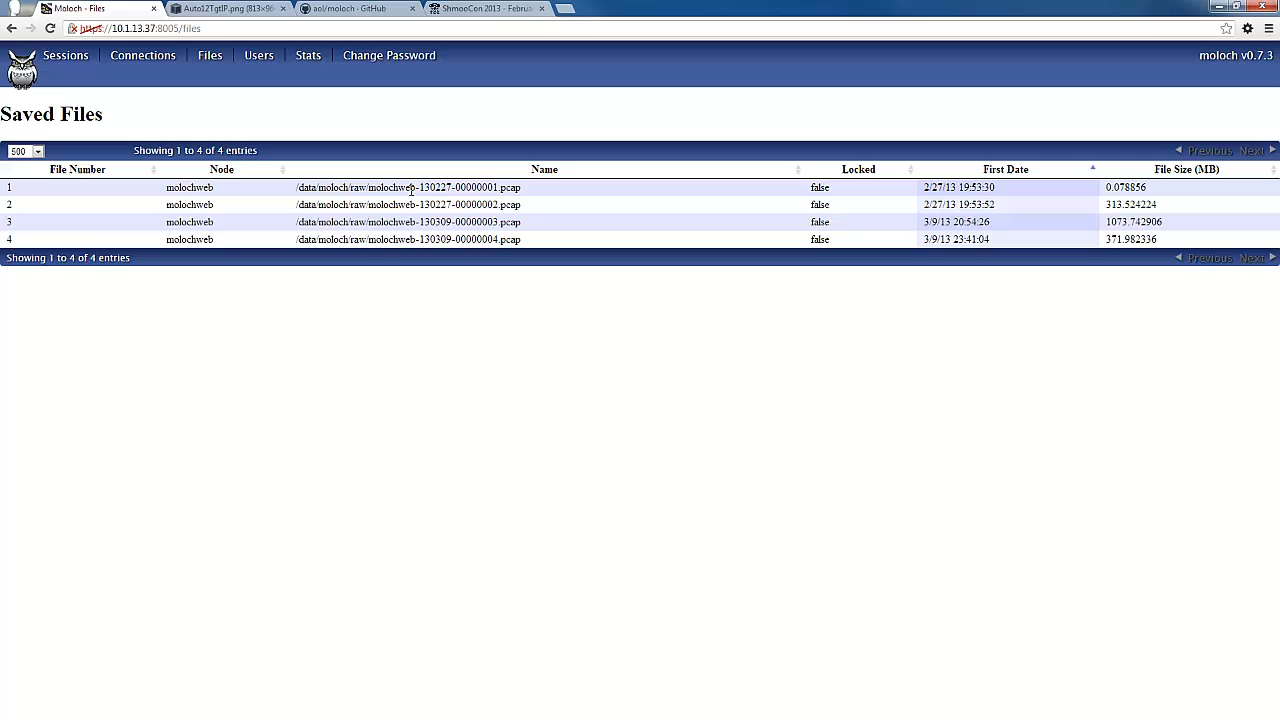 Moloch - Files
Auto12TgtIP.png (813×96
aol/moloch · GitHub
ShmooCon 2013 - Februa
https://10.1.13.37:8005/files
Sessions Connections Files Users Stats Change Password moloch v0.7.3
Saved Files
500 Showing 1 to 4 of 4 entries Previous Next
File Number Node Name Locked First Date File Size (MB)
1 molochweb /data/moloch/raw/molochweb-130227-00000001.pcap false 2/27/13 19:53:30 0.078856
2 molochweb /data/moloch/raw/molochweb-130227-00000002.pcap false 2/27/13 19:53:52 313.524224
3 molochweb /data/moloch/raw/molochweb-130309-00000003.pcap false 3/9/13 20:54:26 1073.742906
4 molochweb /data/moloch/raw/molochweb-130309-00000004.pcap false 3/9/13 23:41:04 371.982336
Showing 1 to 4 of 4 entries Previous Next